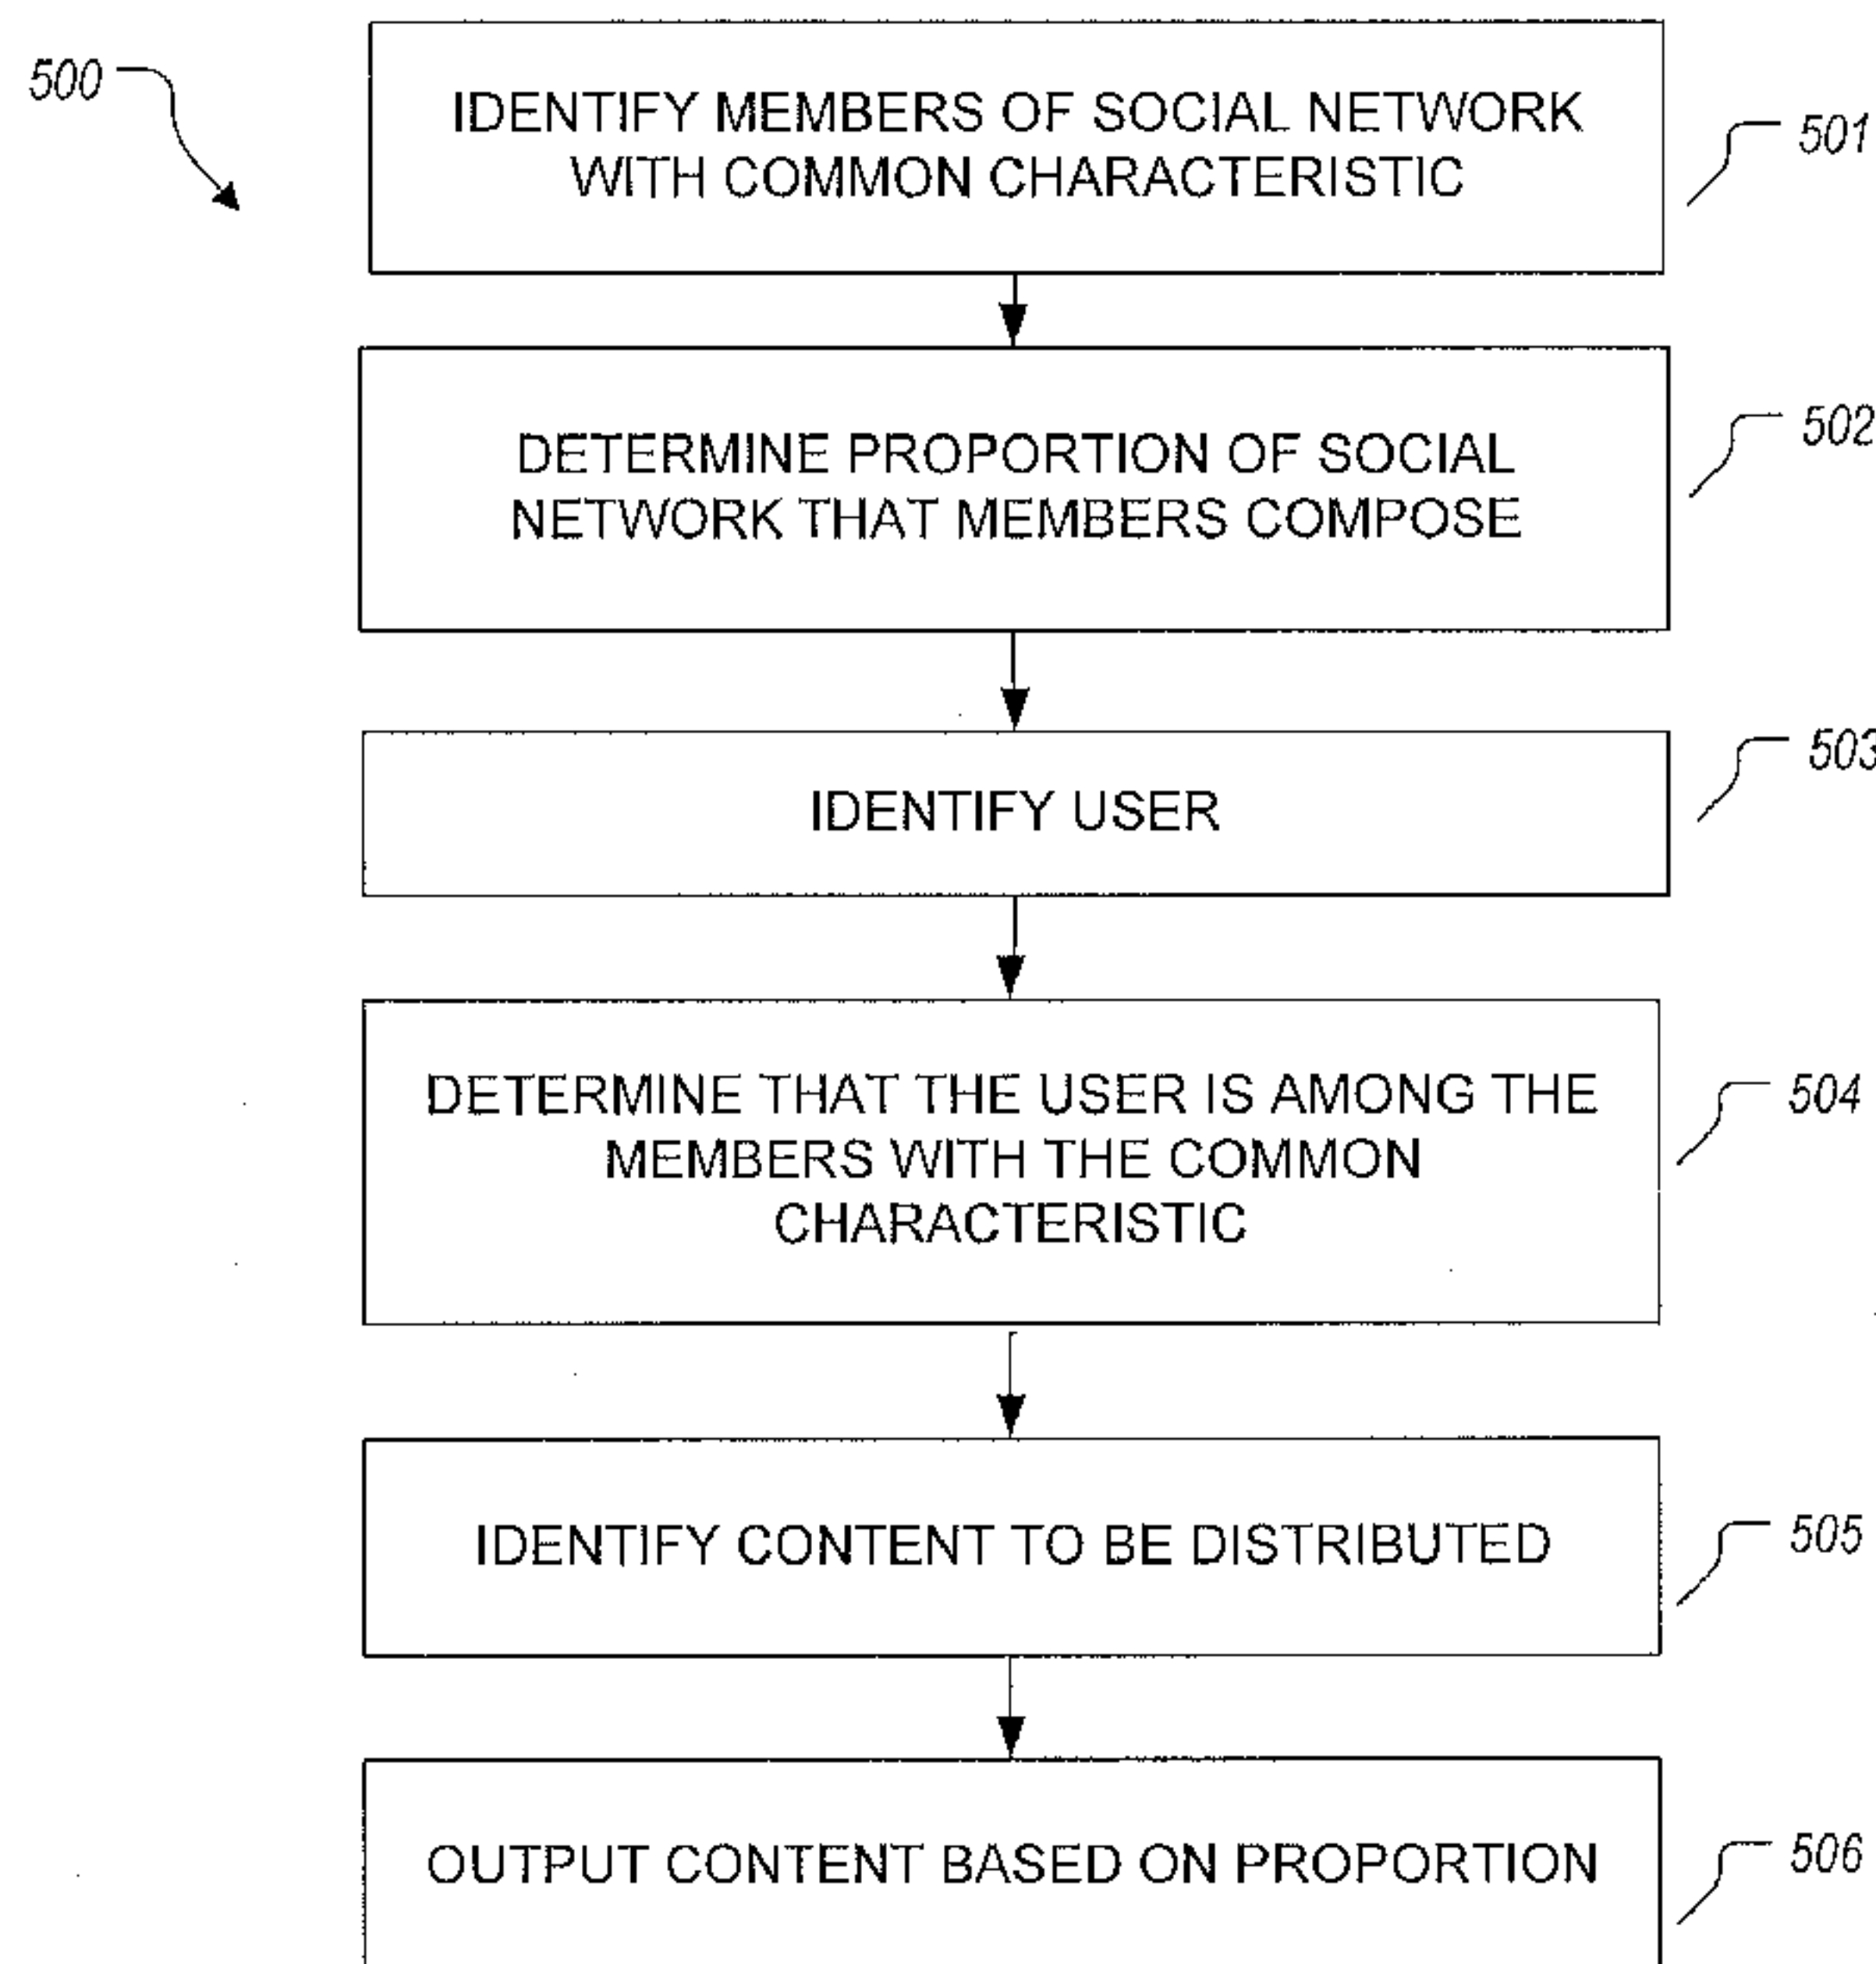 500
IDENTIFY MEMBERS OF SOCIAL NETWORK
WITH COMMON CHARACTERISTIC
501
DETERMINE PROPORTION OF SOCIAL
NETWORK THAT MEMBERS COMPOSE
502
IDENTIFY USER
503
DETERMINE THAT THE USER IS AMONG THE
MEMBERS WITH THE COMMON
CHARACTERISTIC
504
IDENTIFY CONTENT TO BE DISTRIBUTED
505
OUTPUT CONTENT BASED ON PROPORTION
506